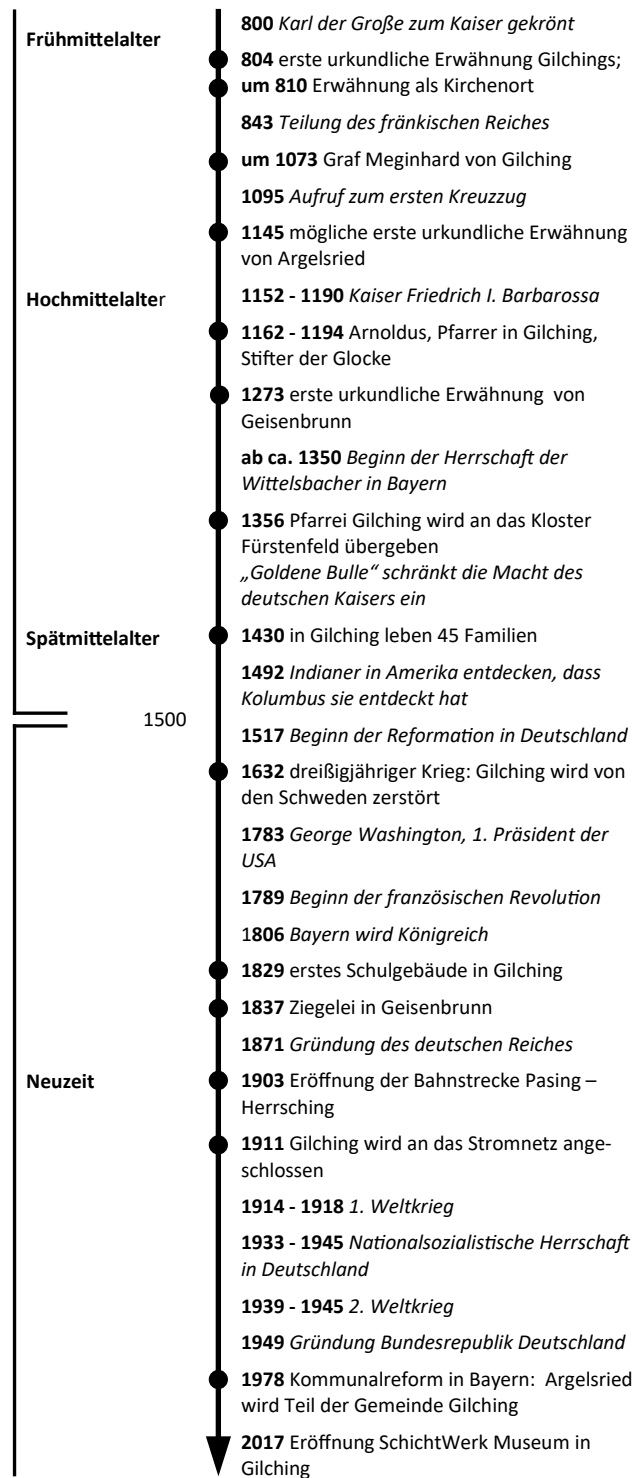 800 Karl der Große zum Kaiser gekrönt
Frühmittelalter
804 erste urkundliche Erwähnung Gilchings;
um 810 Erwähnung als Kirchenort
843 Teilung des fränkischen Reiches
um 1073 Graf Meginhard von Gilching
1095 Aufruf zum ersten Kreuzzug
1145 mögliche erste urkundliche Erwähnung
von Argelsried
Hochmittelalter
1152 - 1190 Kaiser Friedrich I. Barbarossa
1162 - 1194 Arnoldus, Pfarrer in Gilching,
Stifter der Glocke
1273 erste urkundliche Erwähnung von
Geisenbrunn
ab ca. 1350 Beginn der Herrschaft der
Wittelsbacher in Bayern
1356 Pfarrei Gilching wird an das Kloster
Fürstenfeld übergeben
„Goldene Bulle“ schränkt die Macht des
deutschen Kaisers ein
Spätmittelalter
1430 in Gilching leben 45 Familien
1492 Indianer in Amerika entdecken, dass
Kolumbus sie entdeckt hat
1500
1517 Beginn der Reformation in Deutschland
1632 dreißigjähriger Krieg: Gilching wird von
den Schweden zerstört
1783 George Washington, 1. Präsident der
USA
1789 Beginn der französischen Revolution
1806 Bayern wird Königreich
1829 erstes Schulgebäude in Gilching
1837 Ziegelei in Geisenbrunn
1871 Gründung des deutschen Reiches
Neuzeit
1903 Eröffnung der Bahnstrecke Pasing –
Herrsching
1911 Gilching wird an das Stromnetz ange-
schlossen
1914 - 1918 1. Weltkrieg
1933 - 1945 Nationalsozialistische Herrschaft
in Deutschland
1939 - 1945 2. Weltkrieg
1949 Gründung Bundesrepublik Deutschland
1978 Kommunalreform in Bayern: Argelsried
wird Teil der Gemeinde Gilching
2017 Eröffnung SchichtWerk Museum in
Gilching